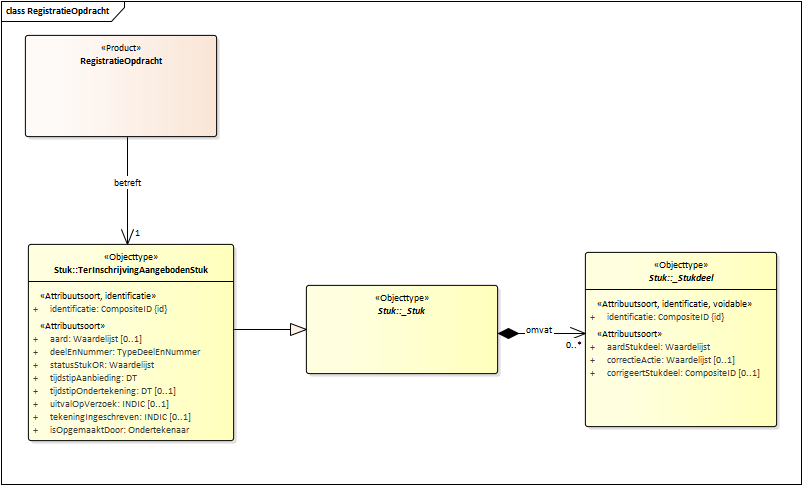 class RegistratieOpdracht
«Product»
RegistratieOpdracht
betreft
1
«Objecttype»
Stuk::TerInschrijvingAangebodenStuk
«Attribuutsoort, identificatie»
+ identificatie: CompositeID {id}
«Attribuutsoort»
+ aard: Waardelijst [0..1]
+ deelEnNummer: TypeDeelEnNummer
+ statusStukOR: Waardelijst
+ tijdstipAanbieding: DT
+ tijdstipOndertekening: DT [0..1]
+ uitvalOpVerzoek: INDIC [0..1]
+ tekeningIngeschreven: INDIC [0..1]
+ isOpgemaaktDoor: Ondertekenaar
«Objecttype»
Stuk::_Stuk
omvat
0..*
«Objecttype»
Stuk::_Stukdeel
«Attribuutsoort, identificatie, voidable»
+ identificatie: CompositeID {id}
«Attribuutsoort»
+ aardStukdeel: Waardelijst
+ correctieActie: Waardelijst [0..1]
+ corrigeertStukdeel: CompositeID [0..1]